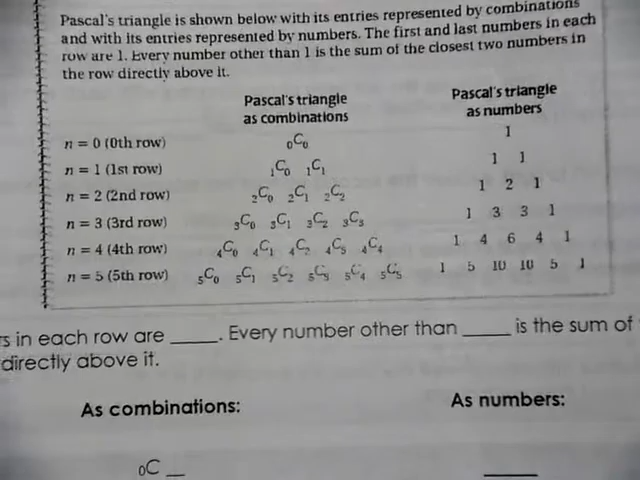 Pascal's triangle is shown below with its entries represented by combinations
and with its entries represented by numbers. The first and last numbers in each
row are 1. Every number other than 1 is the sum of the closest two numbers in
the row directly above it.
Pascal's triangle as combinations
Pascal's triangle as numbers
n = 0 (0th row) ₀C₀ 1
n = 1 (1st row) ₁C₀ ₁C₁ 1 1
n = 2 (2nd row) ₂C₀ ₂C₁ ₂C₂ 1 2 1
n = 3 (3rd row) ₃C₀ ₃C₁ ₃C₂ ₃C₃ 1 3 3 1
n = 4 (4th row) ₄C₀ ₄C₁ ₄C₂ ₄C₃ ₄C₄ 1 4 6 4 1
n = 5 (5th row) ₅C₀ ₅C₁ ₅C₂ ₅C₃ ₅C₄ ₅C₅ 1 5 10 10 5 1
rs in each row are _____. Every number other than _____ is the sum of
directly above it.
As combinations: As numbers:
₀C __ _____